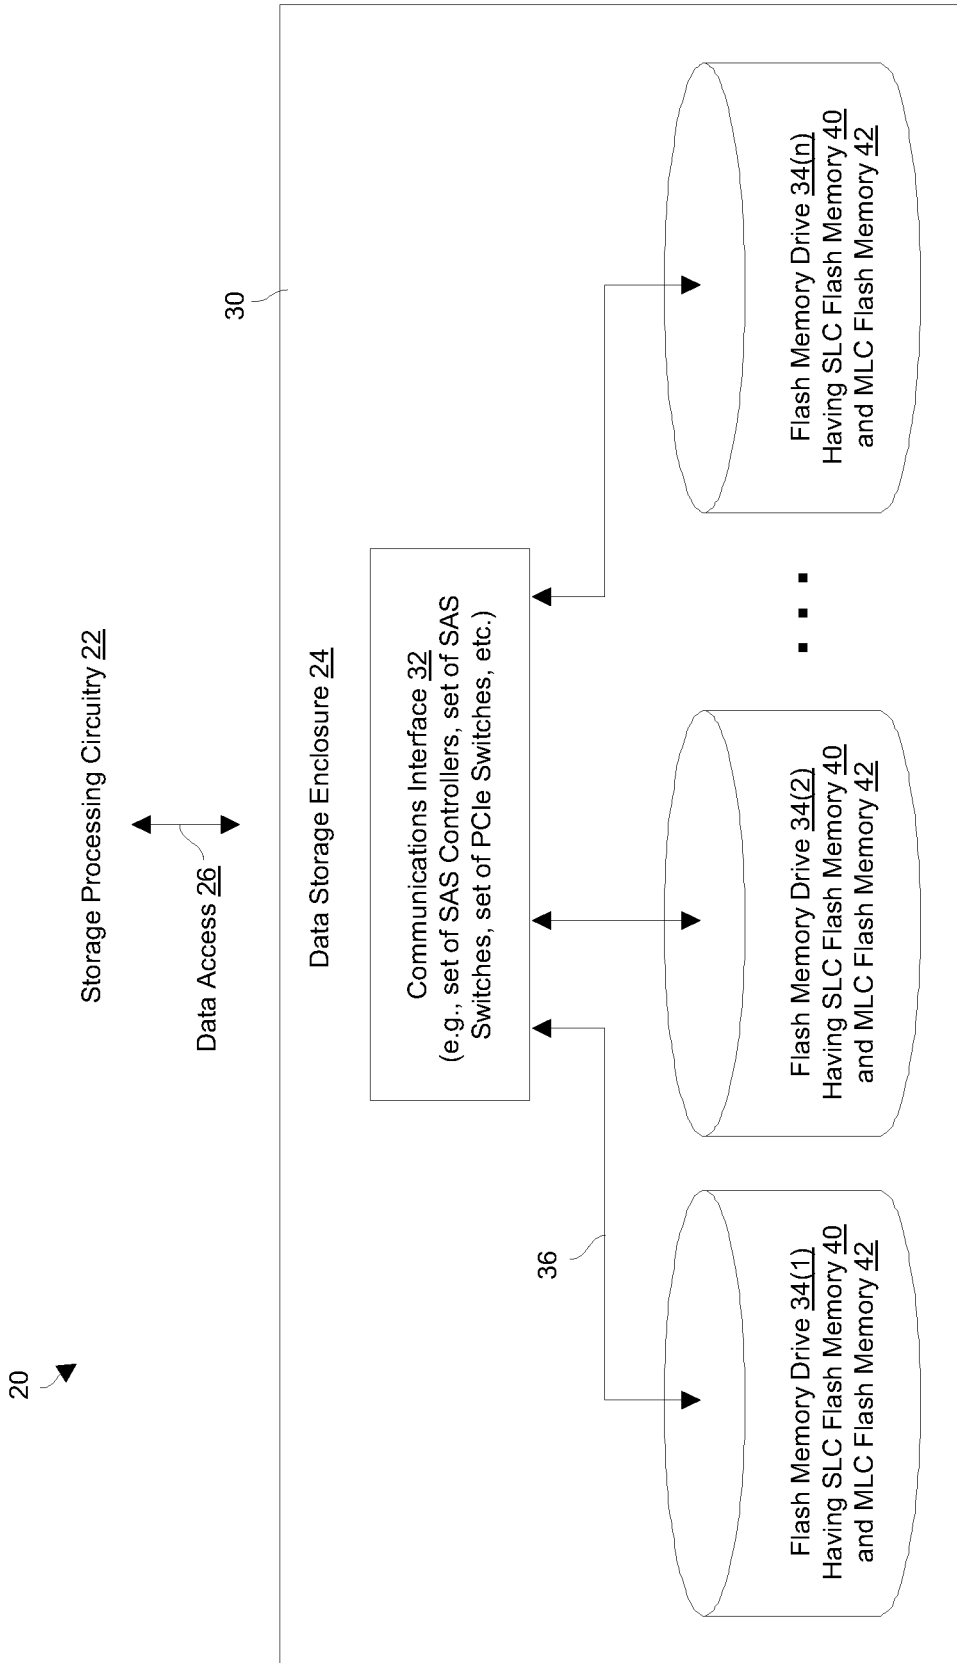 20
Storage Processing Circuitry 22
Data Access 26
30
Data Storage Enclosure 24
Communications Interface 32
(e.g., set of SAS Controllers, set of SAS
Switches, set of PCIe Switches, etc.)
36
Flash Memory Drive 34(1)
Having SLC Flash Memory 40
and MLC Flash Memory 42
Flash Memory Drive 34(2)
Having SLC Flash Memory 40
and MLC Flash Memory 42
Flash Memory Drive 34(n)
Having SLC Flash Memory 40
and MLC Flash Memory 42